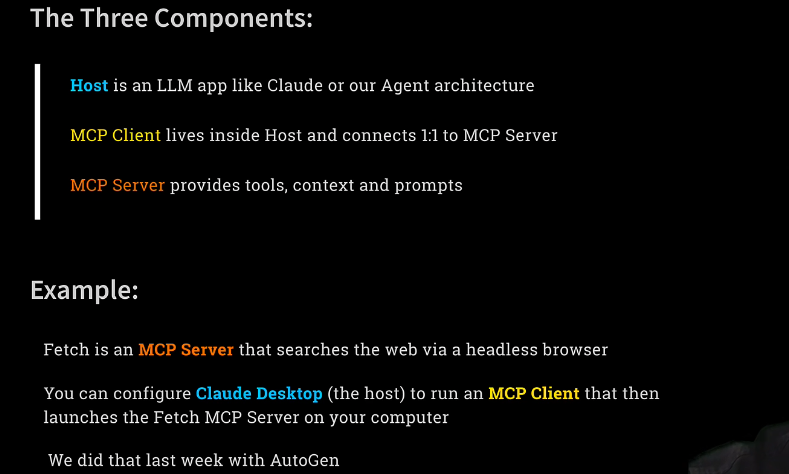 The Three Components:
Host is an LLM app like Claude or our Agent architecture
MCP Client lives inside Host and connects 1:1 to MCP Server
MCP Server provides tools, context and prompts
Example:
Fetch is an MCP Server that searches the web via a headless browser
You can configure Claude Desktop (the host) to run an MCP Client that then
launches the Fetch MCP Server on your computer
We did that last week with AutoGen